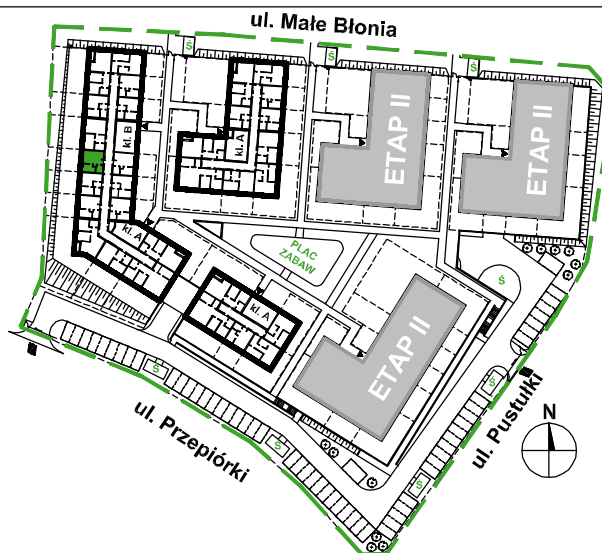 ul. Małe Błonia
Ś
Ś
Ś
kl. B
kl. A
ETAP II
ETAP II
kl. A
PLAC
ZABAW
Ś
kl. A
ETAP II
Ś
Ś
Ś
Ś
ul. Przepiórki
ul. Pustułki
N